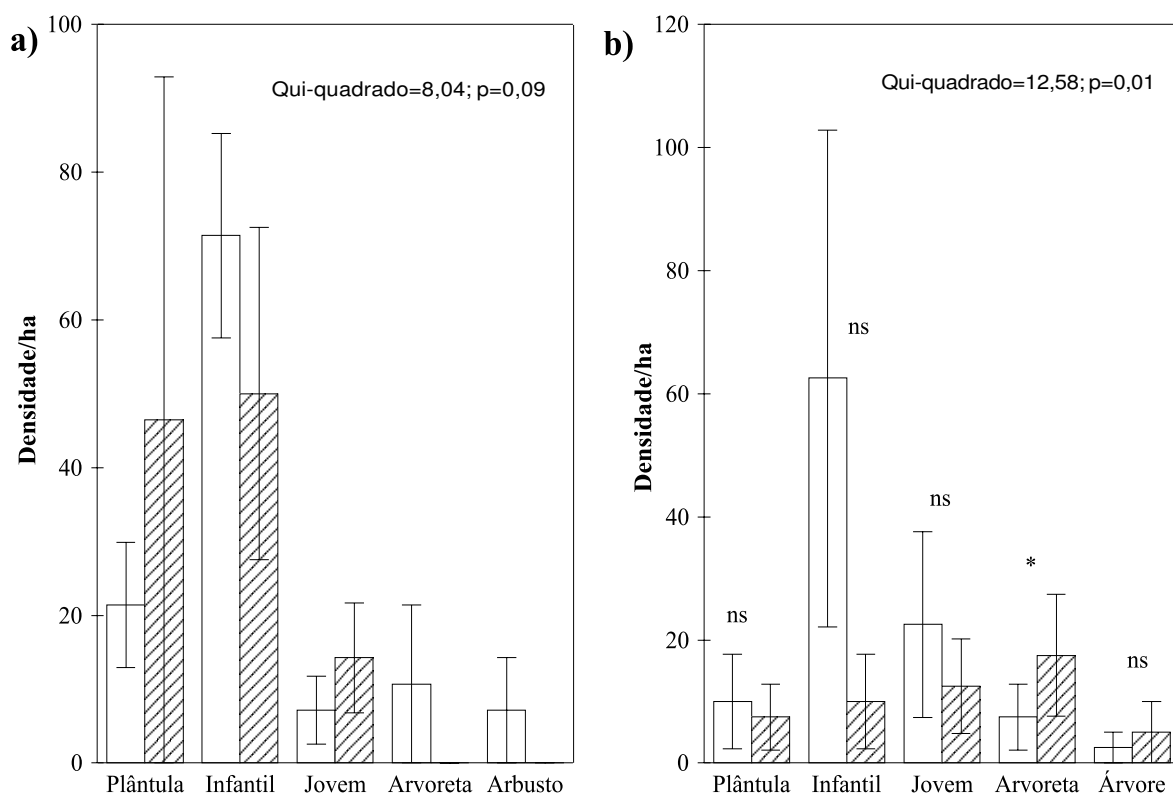 a)
Qui-quadrado=8,04; p=0,09
Densidade/ha
100
80
60
40
20
0
Plântula Infantil Jovem Arvoreta Arbusto
b)
Qui-quadrado=12,58; p=0,01
Densidade/ha
120
100
80
60
40
20
0
ns
ns
ns
*
ns
Plântula Infantil Jovem Arvoreta Árvore